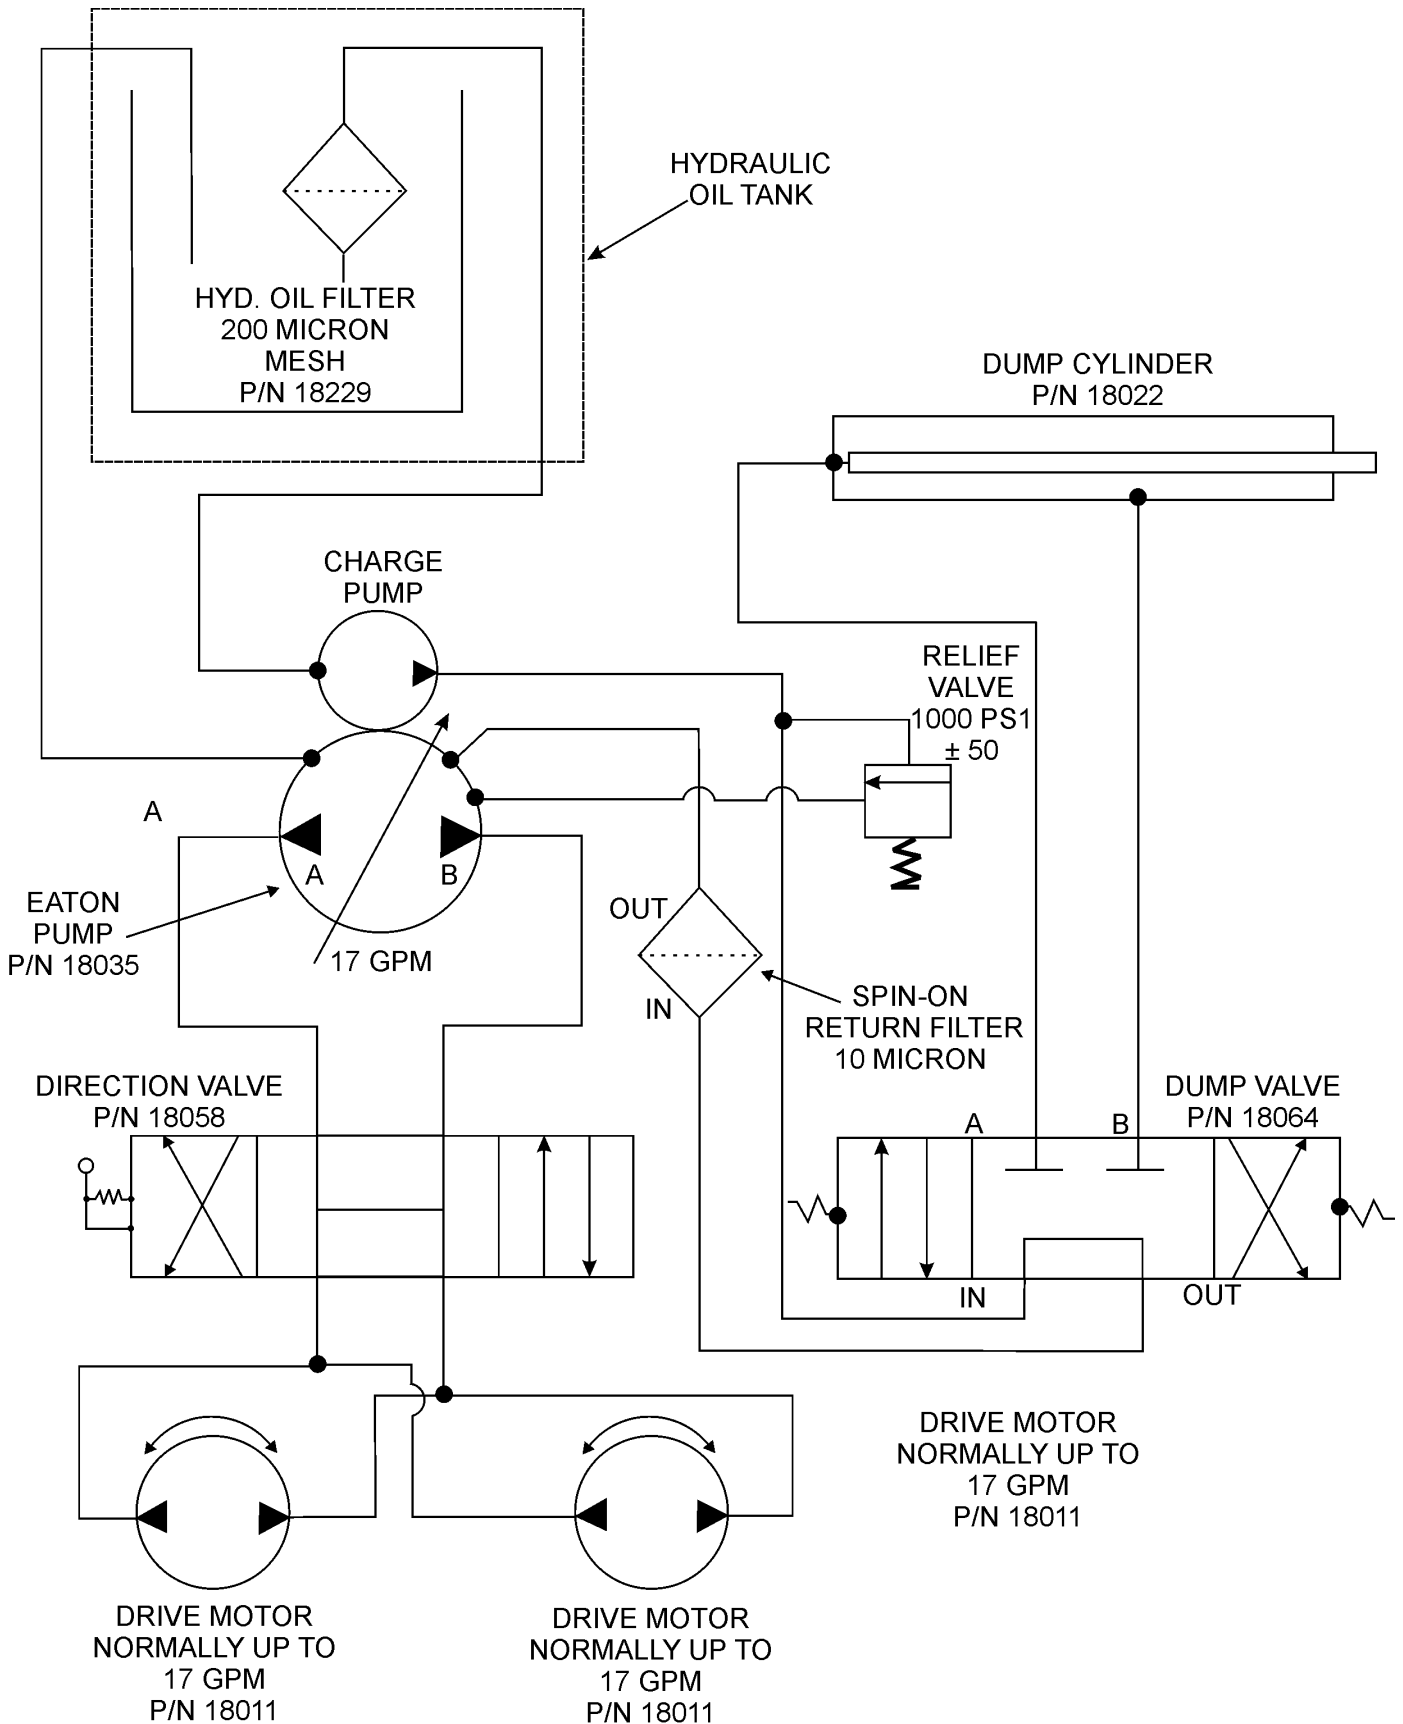 HYDRAULIC
OIL TANK
HYD. OIL FILTER
200 MICRON
MESH
P/N 18229
DUMP CYLINDER
P/N 18022
CHARGE
PUMP
RELIEF
VALVE
1000 PS1
± 50
A
A
B
EATON
PUMP
P/N 18035
17 GPM
OUT
IN
SPIN-ON
RETURN FILTER
10 MICRON
DIRECTION VALVE
P/N 18058
DUMP VALVE
P/N 18064
A
B
IN
OUT
DRIVE MOTOR
NORMALLY UP TO
17 GPM
P/N 18011
DRIVE MOTOR
NORMALLY UP TO
17 GPM
P/N 18011
DRIVE MOTOR
NORMALLY UP TO
17 GPM
P/N 18011